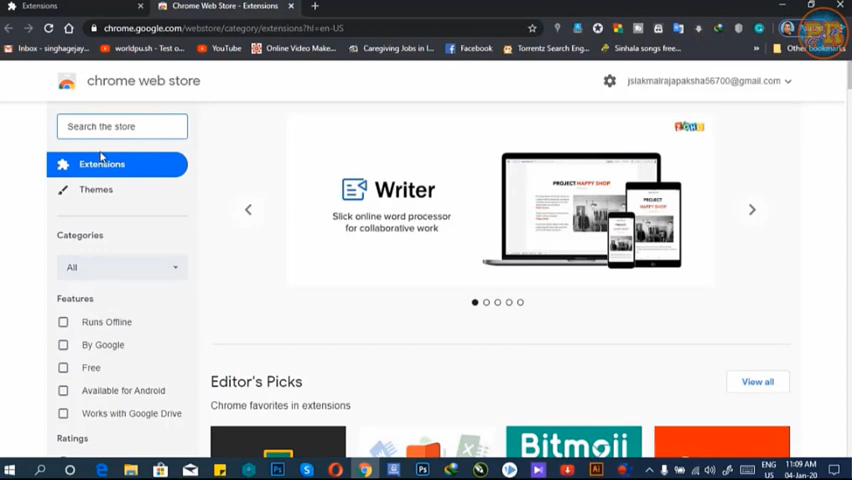 Extensions
Chrome Web Store - Extensions
chrome.google.com/webstore/category/extensions?hl=en-US
Inbox - singhagejay...
worldpu.sh - Test o...
YouTube
Online Video Make...
Caregiving Jobs in I...
Facebook
Torrentz Search Eng...
Sinhala songs free...
Other bookmarks
chrome web store
jslakmalrajapaksha56700@gmail.com
Search the store
Extensions
Themes
Categories
All
Features
Runs Offline
By Google
Free
Available for Android
Works with Google Drive
Ratings
ZOHO
Writer
Slick online word processor
for collaborative work
PROJECT HAPPY SHOP
PROJECT
HAPPY SHOP
Editor's Picks
View all
Chrome favorites in extensions
Bitmoji
ENG
US
11:09 AM
04-Jan-20